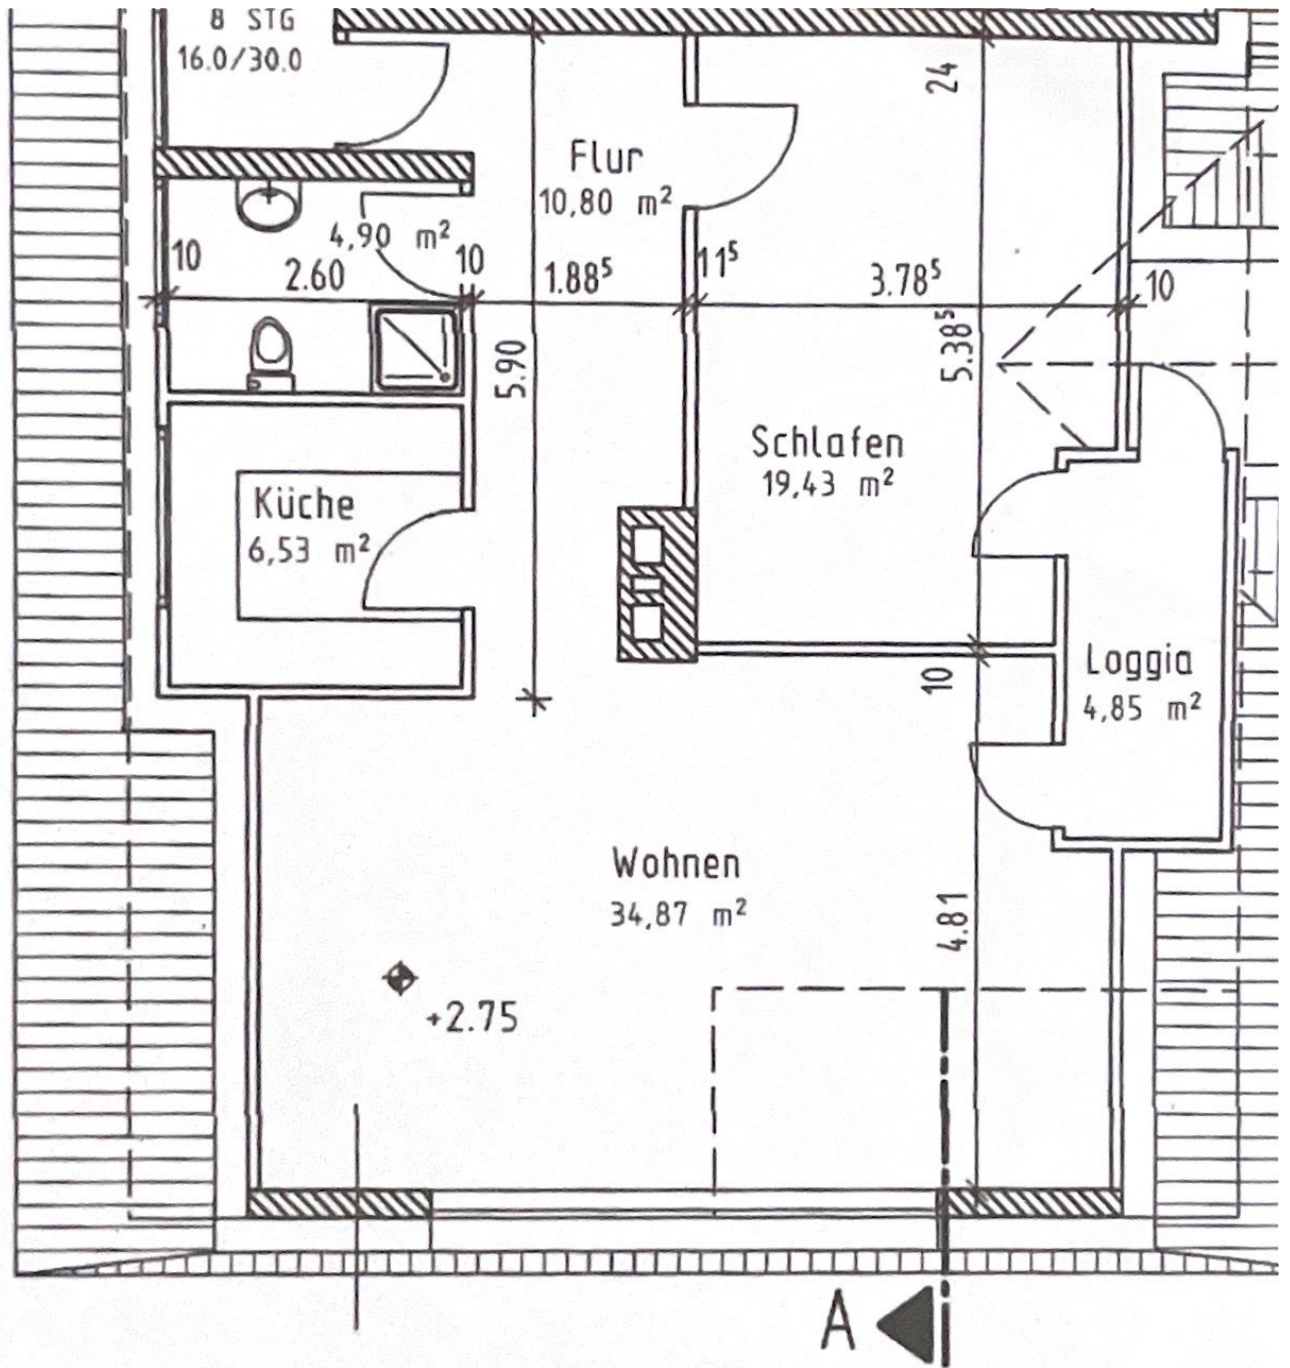 8 STG
16.0/30.0
24
Flur
10,80 m²
4,90 m²
10
2.60
10
1.88⁵
11⁵
3.78⁵
10
5.90
5.38⁵
Schlafen
19,43 m²
Küche
6,53 m²
Loggia
4,85 m²
10
Wohnen
34,87 m²
4.81
+2.75
A